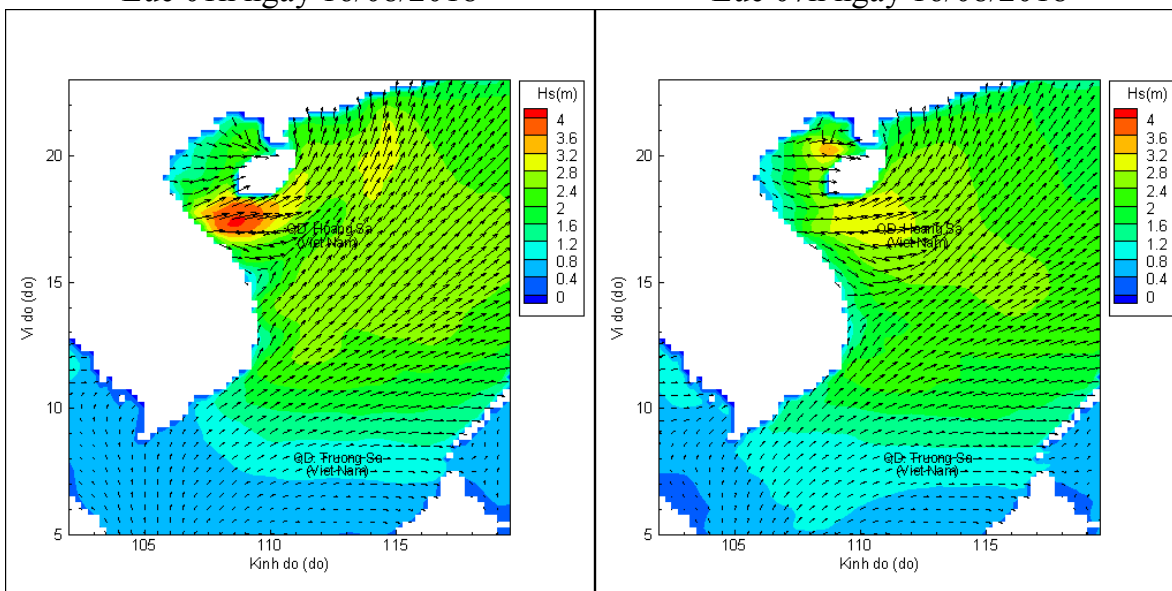 Hs(m)
4
3.6
3.2
2.8
2.4
2
1.6
1.2
0.8
0.4
0
20
15
10
5
Vi do (do)
105
110
115
Kinh do (do)
QD. Hoang Sa
(Viet Nam)
QD. Truong Sa
(Viet Nam)
Hs(m)
4
3.6
3.2
2.8
2.4
2
1.6
1.2
0.8
0.4
0
20
15
10
5
Vi do (do)
105
110
115
Kinh do (do)
QD. Hoang Sa
(Viet Nam)
QD. Truong Sa
(Viet Nam)